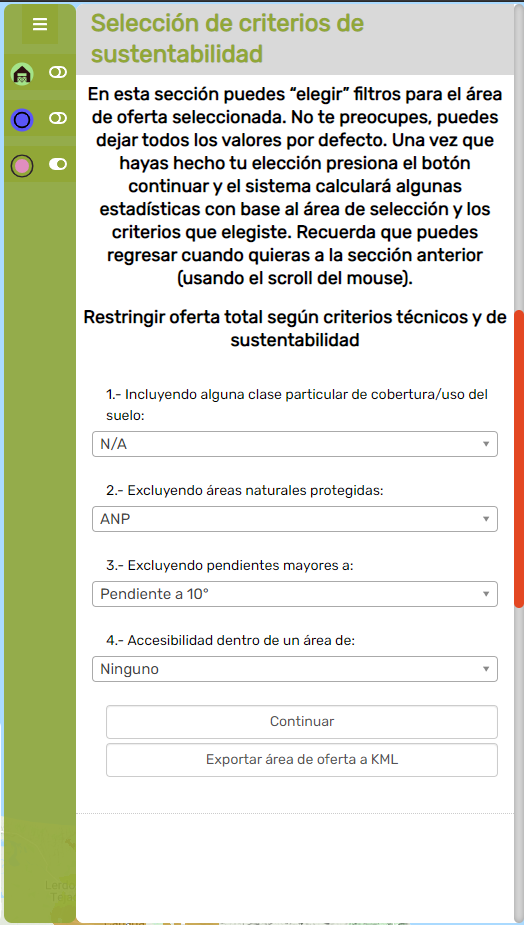 Selección de criterios de
sustentabilidad
En esta sección puedes “elegir” filtros para el área
de oferta seleccionada. No te preocupes, puedes
dejar todos los valores por defecto. Una vez que
hayas hecho tu elección presiona el botón
continuar y el sistema calculará algunas
estadísticas con base al área de selección y los
criterios que elegiste. Recuerda que puedes
regresar cuando quieras a la sección anterior
(usando el scroll del mouse).
Restringir oferta total según criterios técnicos y de
sustentabilidad
1.- Incluyendo alguna clase particular de cobertura/uso del
suelo:
N/A
2.- Excluyendo áreas naturales protegidas:
ANP
3.- Excluyendo pendientes mayores a:
Pendiente a 10°
4.- Accesibilidad dentro de un área de:
Ninguno
Continuar
Exportar área de oferta a KML